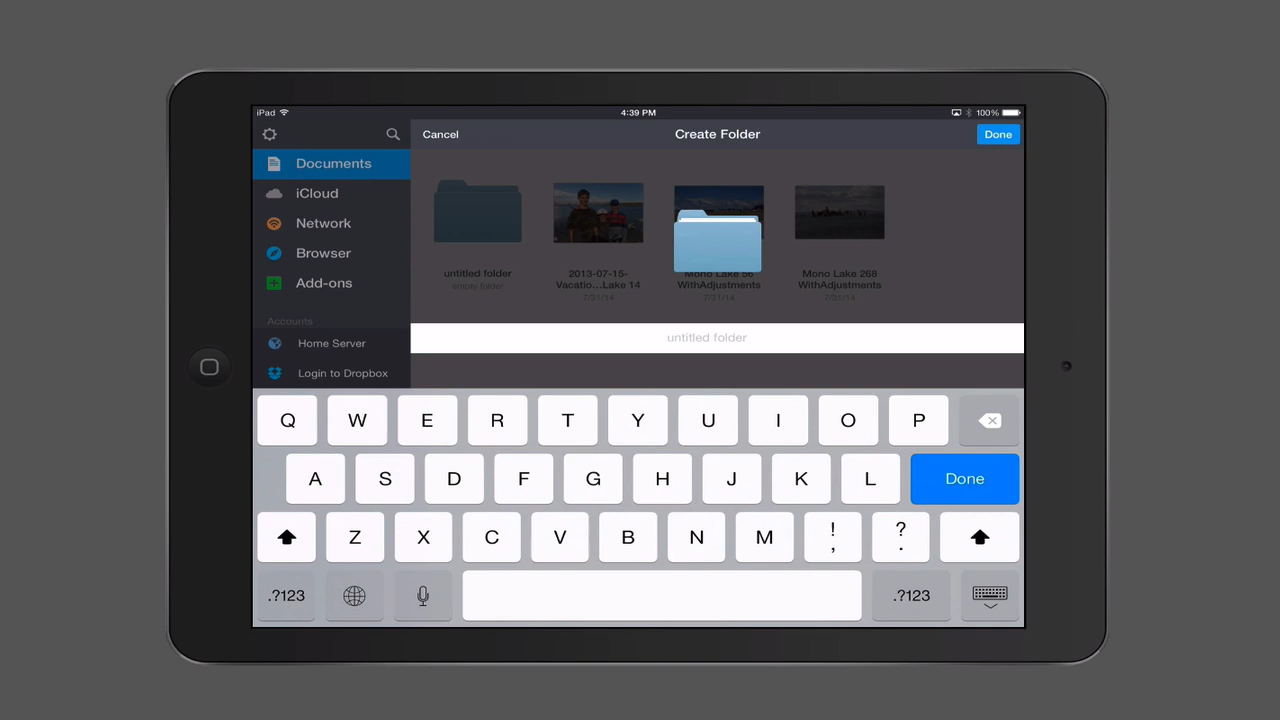 iPad
4:39 PM
100%
Cancel
Create Folder
Done
Documents
iCloud
Network
Browser
Add-ons
Accounts
Home Server
Login to Dropbox
untitled folder
empty folder
2013-07-15-
Vacatio...Lake 14
7/31/14
Mono Lake 56
WithAdjustments
7/31/14
Mono Lake 268
WithAdjustments
7/31/14
untitled folder
Q W E R T Y U I O P
A S D F G H J K L Done
Z X C V B N M ! , ? .
.?123 .?123